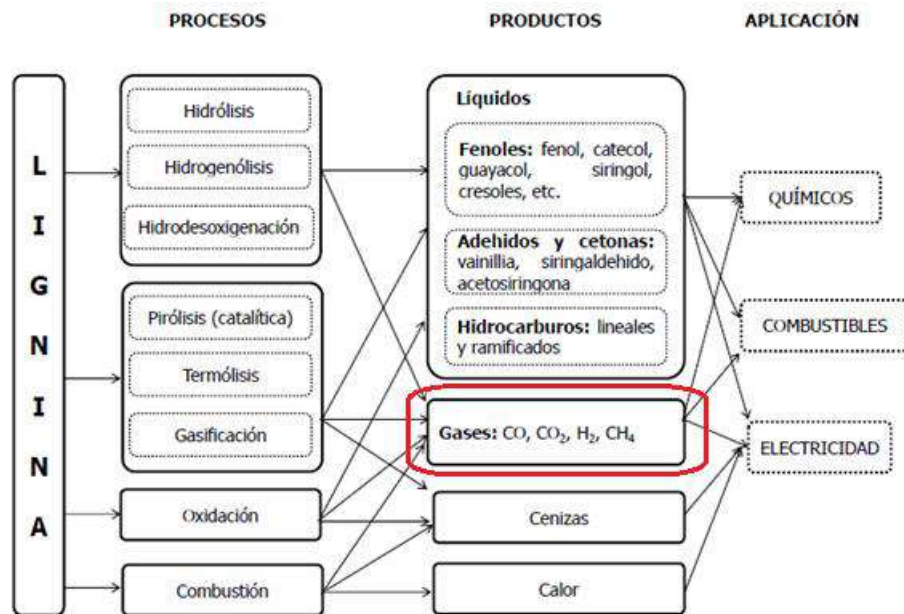 PROCESOS
PRODUCTOS
APLICACIÓN
L
I
G
N
I
N
A
Hidrólisis
Hidrogenólisis
Hidrodesoxigenación
Pirólisis (catalítica)
Termólisis
Gasificación
Oxidación
Combustión
Líquidos
Fenoles: fenol, catecol,
guayacol, siringol,
cresoles, etc.
Adehidos y cetonas:
vainillia, siringaldehido,
acetosiringona
Hidrocarburos: lineales
y ramificados
Gases: CO, CO₂, H₂, CH₄
Cenizas
Calor
QUÍMICOS
COMBUSTIBLES
ELECTRICIDAD